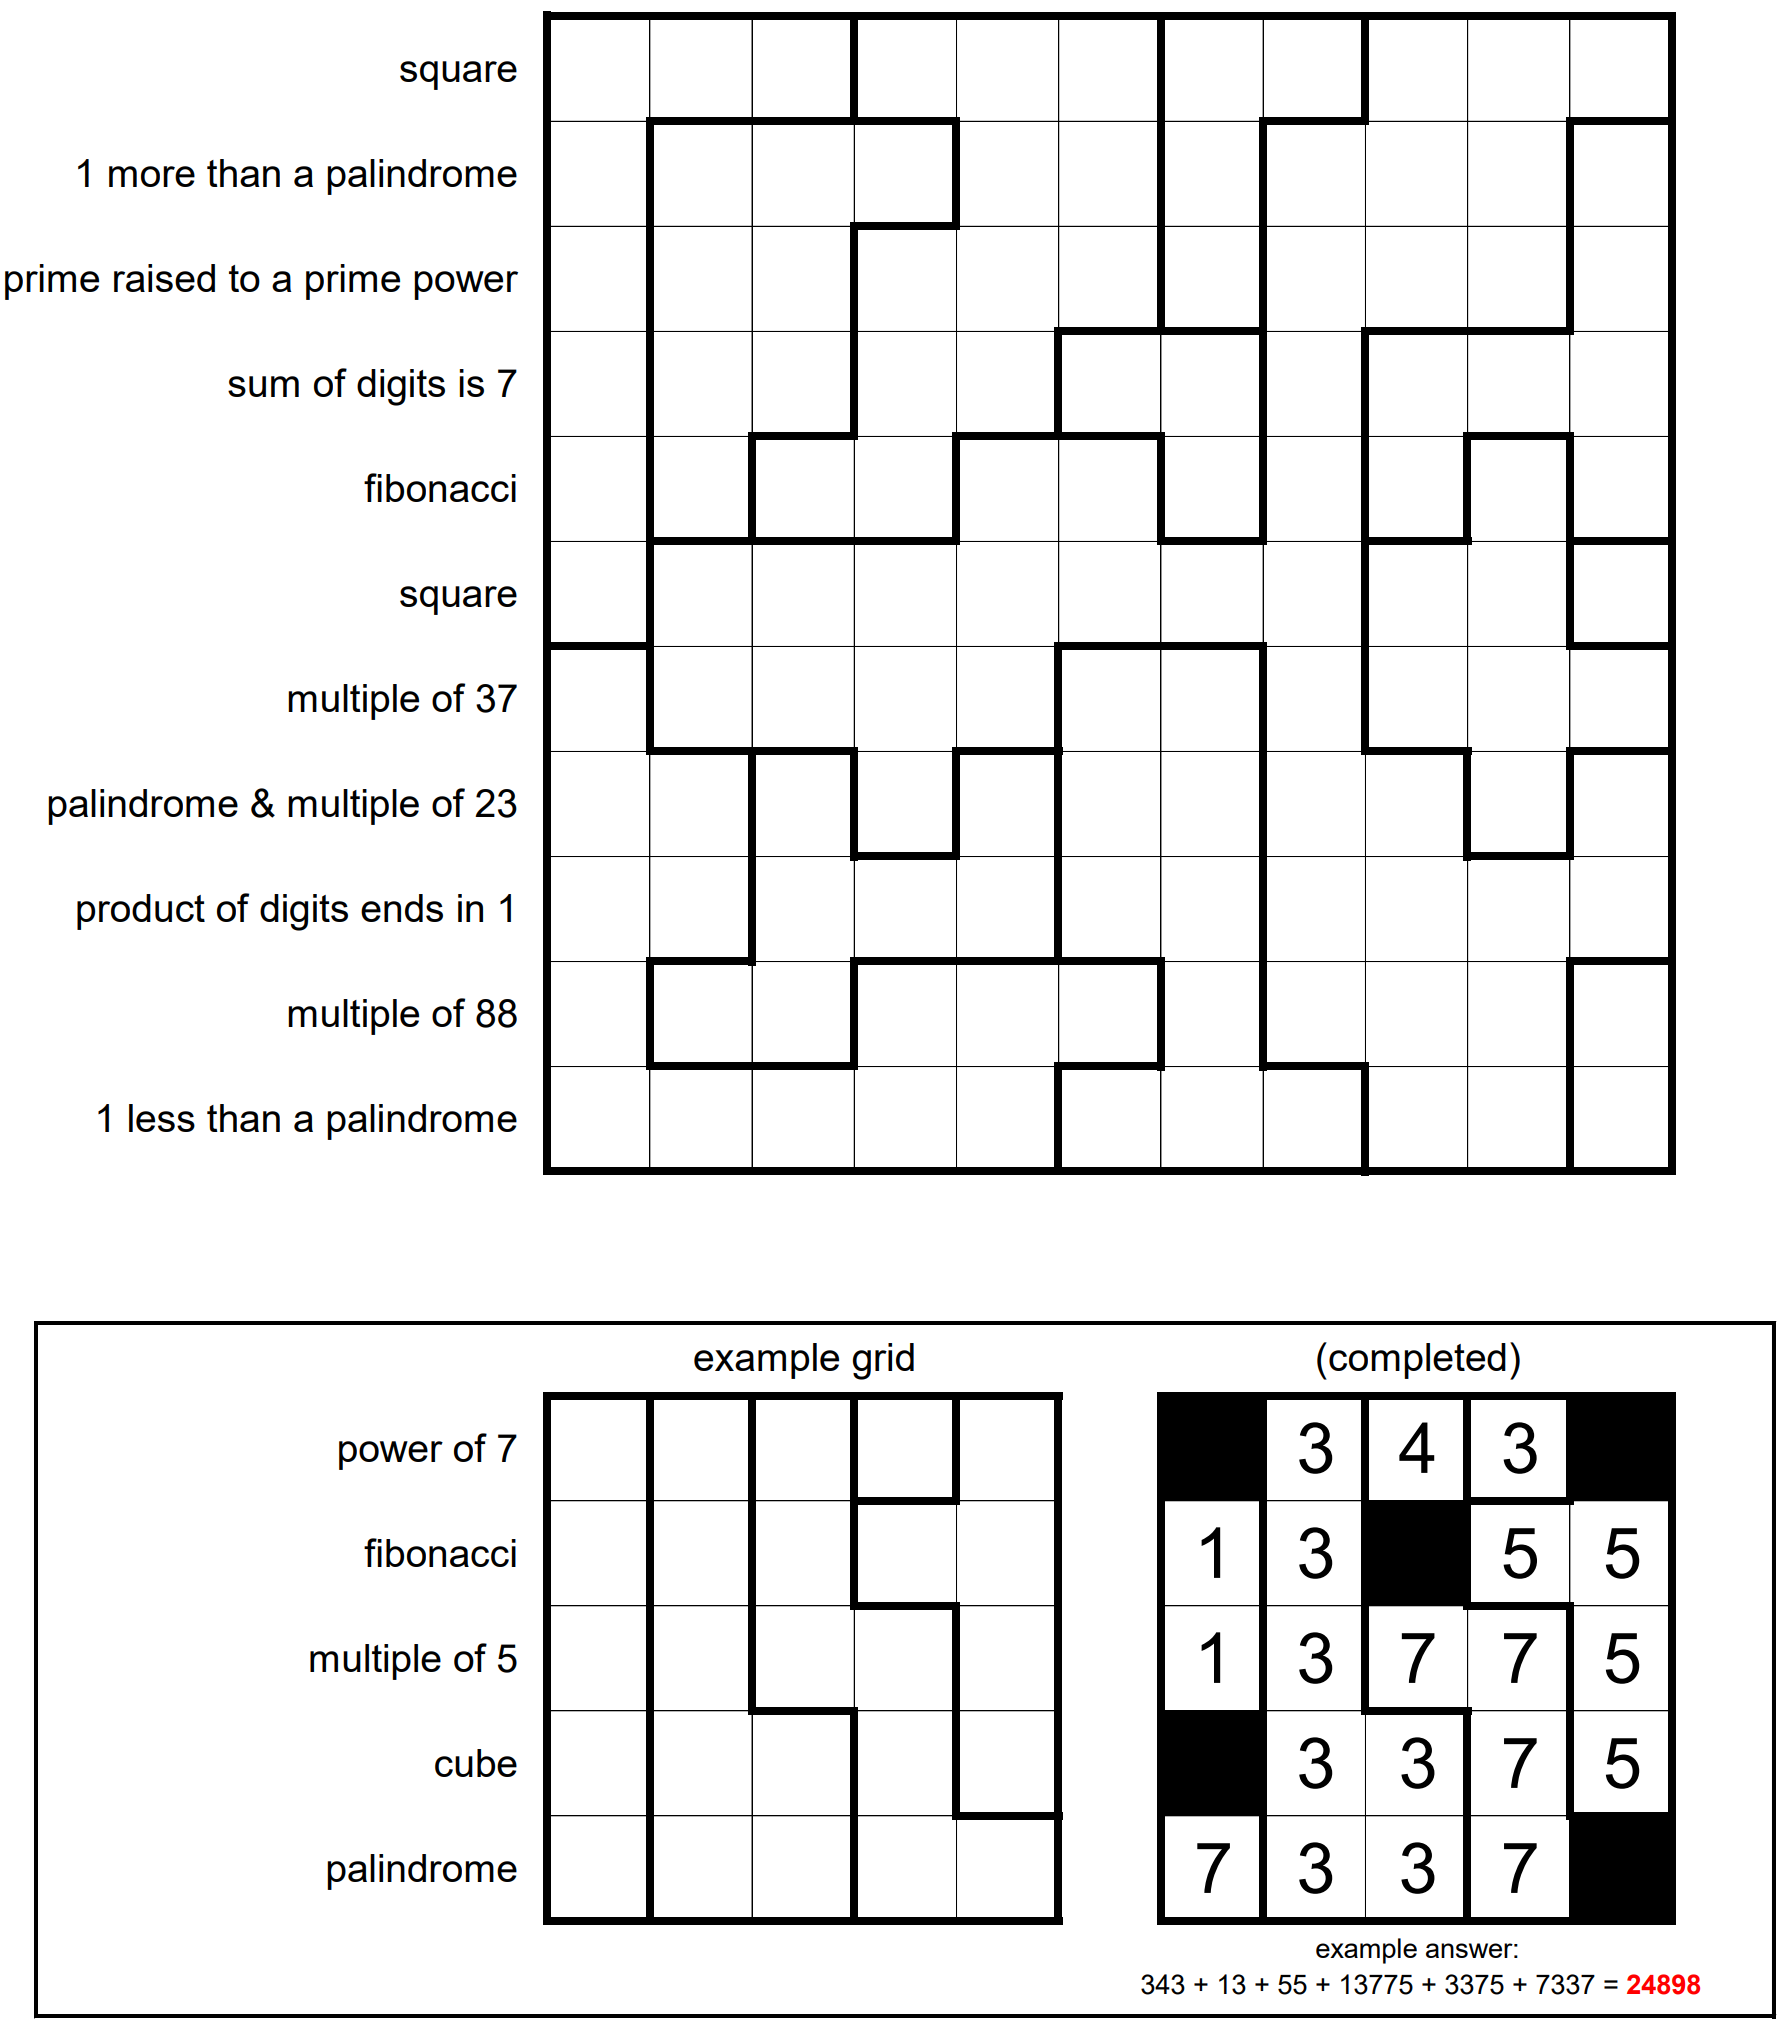 square
1 more than a palindrome
prime raised to a prime power
sum of digits is 7
fibonacci
square
multiple of 37
palindrome & multiple of 23
product of digits ends in 1
multiple of 88
1 less than a palindrome
example grid
(completed)
power of 7
3 4 3
fibonacci
1 3 5 5
multiple of 5
1 3 7 7 5
cube
3 3 7 5
palindrome
7 3 3 7
example answer:
343 + 13 + 55 + 13775 + 3375 + 7337 = 24898